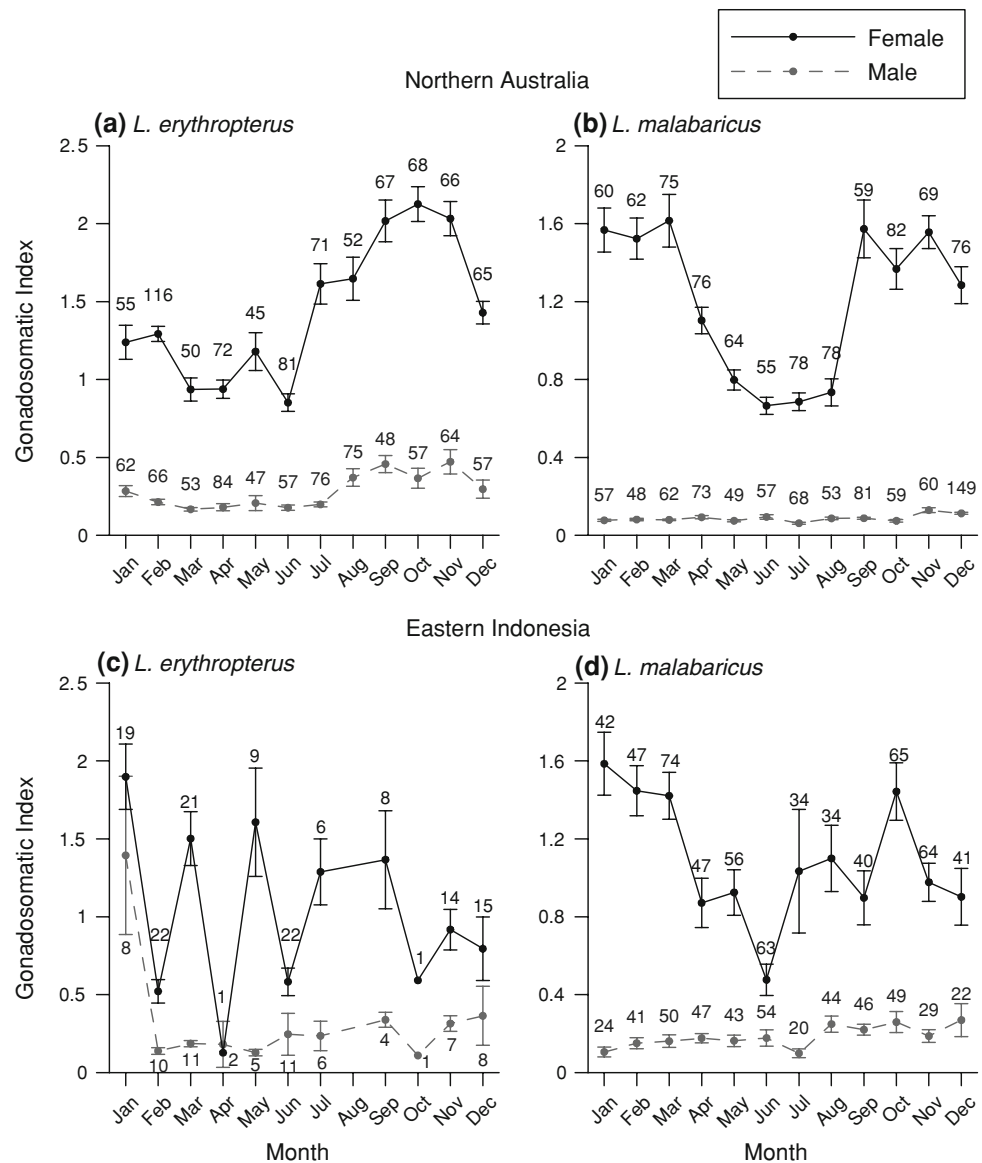 Female
Male
Northern Australia
(a) L. erythropterus
(b) L. malabaricus
Gonadosomatic Index
2.5
2
1.5
1
0.5
0
55 116 50 72 45 81 71 52 67 68 66 65
62 66 53 84 47 57 76 75 48 57 64 57
Jan Feb Mar Apr May Jun Jul Aug Sep Oct Nov Dec
2
1.6
1.2
0.8
0.4
0
60 62 75 76 64 55 78 78 59 82 69 76
57 48 62 73 49 57 68 53 81 59 60 149
Jan Feb Mar Apr May Jun Jul Aug Sep Oct Nov Dec
Eastern Indonesia
(c) L. erythropterus
(d) L. malabaricus
Gonadosomatic Index
2.5
2
1.5
1
0.5
0
19 22 21 1 9 22 6 8 1 14 15
8 10 11 2 5 11 6 4 1 7 8
Jan Feb Mar Apr May Jun Jul Aug Sep Oct Nov Dec
Month
2
1.6
1.2
0.8
0.4
0
42 47 74 47 56 63 34 34 40 65 64 41
24 41 50 47 43 54 20 44 46 49 29 22
Jan Feb Mar Apr May Jun Jul Aug Sep Oct Nov Dec
Month